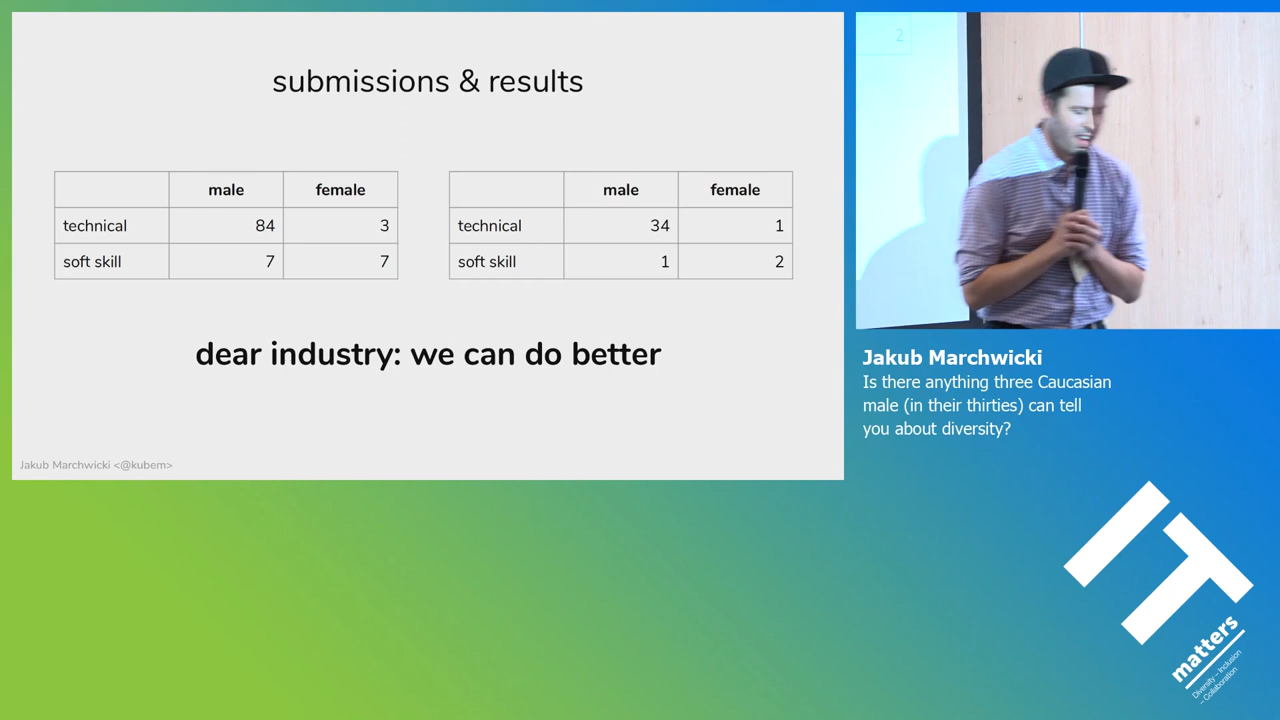 submissions & results
male female
technical 84 3
soft skill 7 7
male female
technical 34 1
soft skill 1 2
dear industry: we can do better
Jakub Marchwicki <@kubem>
2
Jakub Marchwicki
Is there anything three Caucasian
male (in their thirties) can tell
you about diversity?
IT
matters
Diversity – Inclusion
– Collaboration